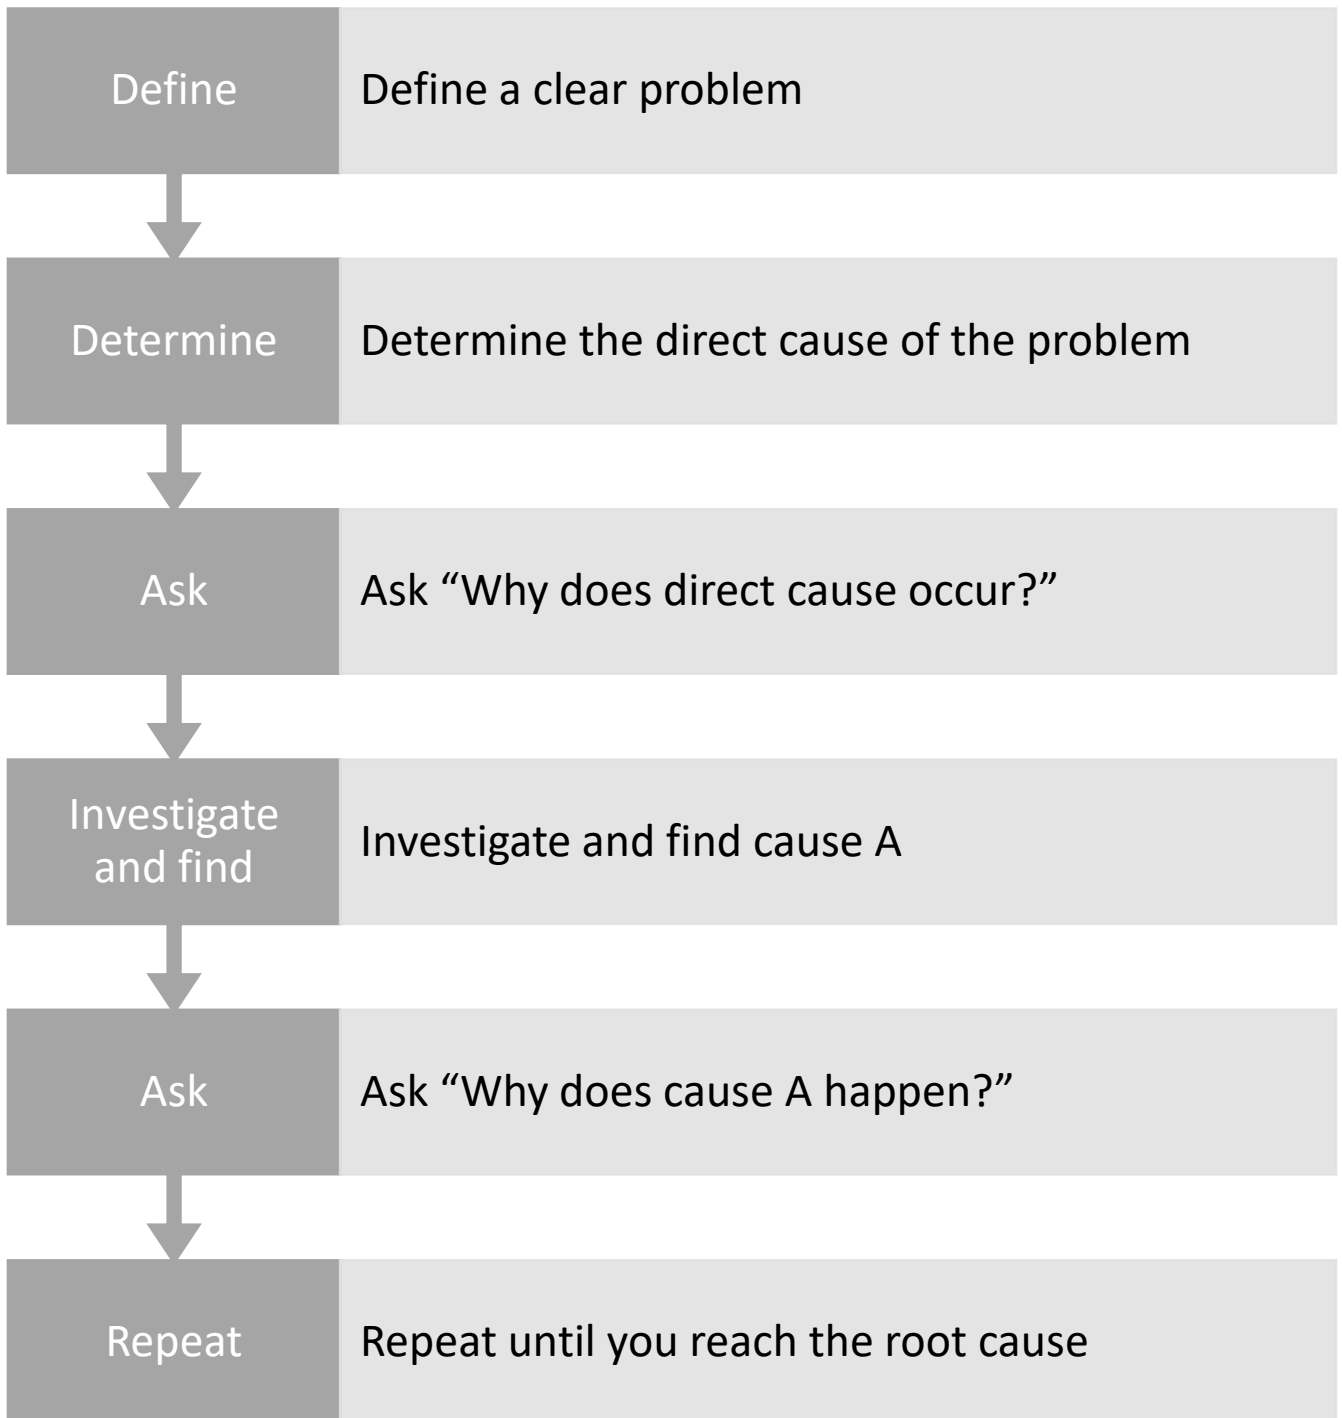 Define
Define a clear problem
Determine
Determine the direct cause of the problem
Ask
Ask “Why does direct cause occur?”
Investigate
and find
Investigate and find cause A
Ask
Ask “Why does cause A happen?”
Repeat
Repeat until you reach the root cause